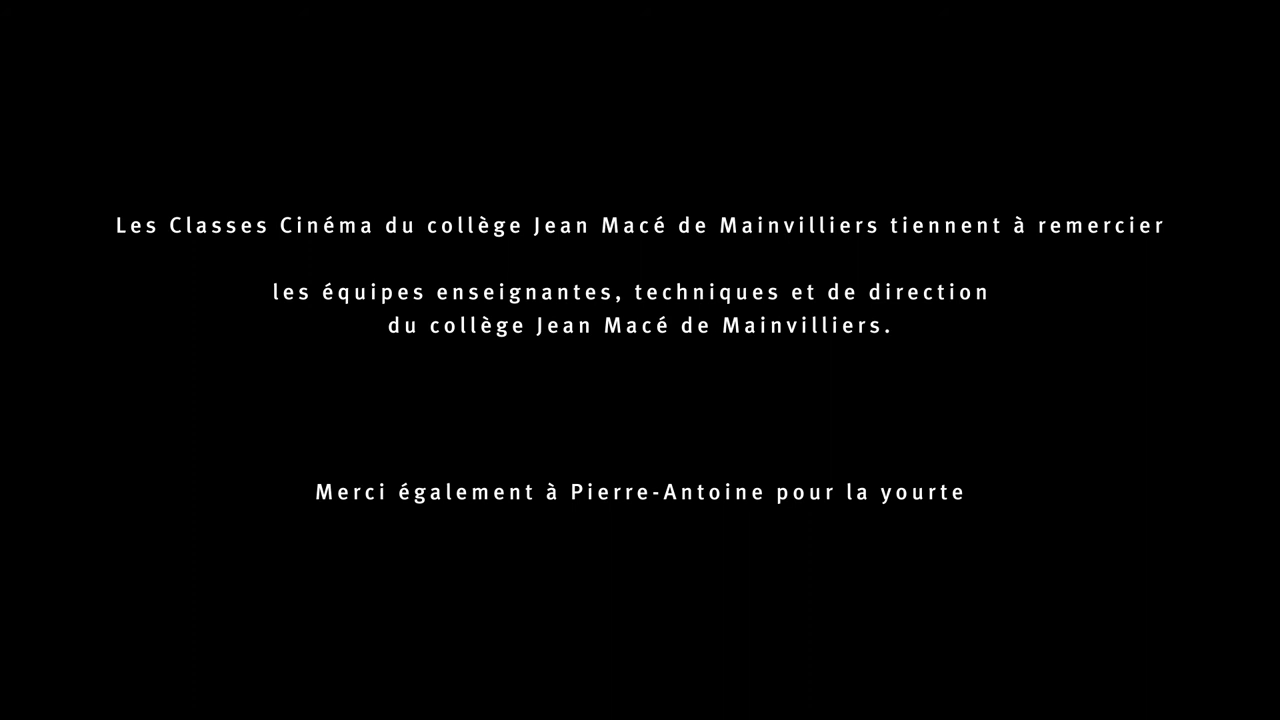 Les Classes Cinéma du collège Jean Macé de Mainvilliers tiennent à remercier
les équipes enseignantes, techniques et de direction
du collège Jean Macé de Mainvilliers.
Merci également à Pierre-Antoine pour la yourte